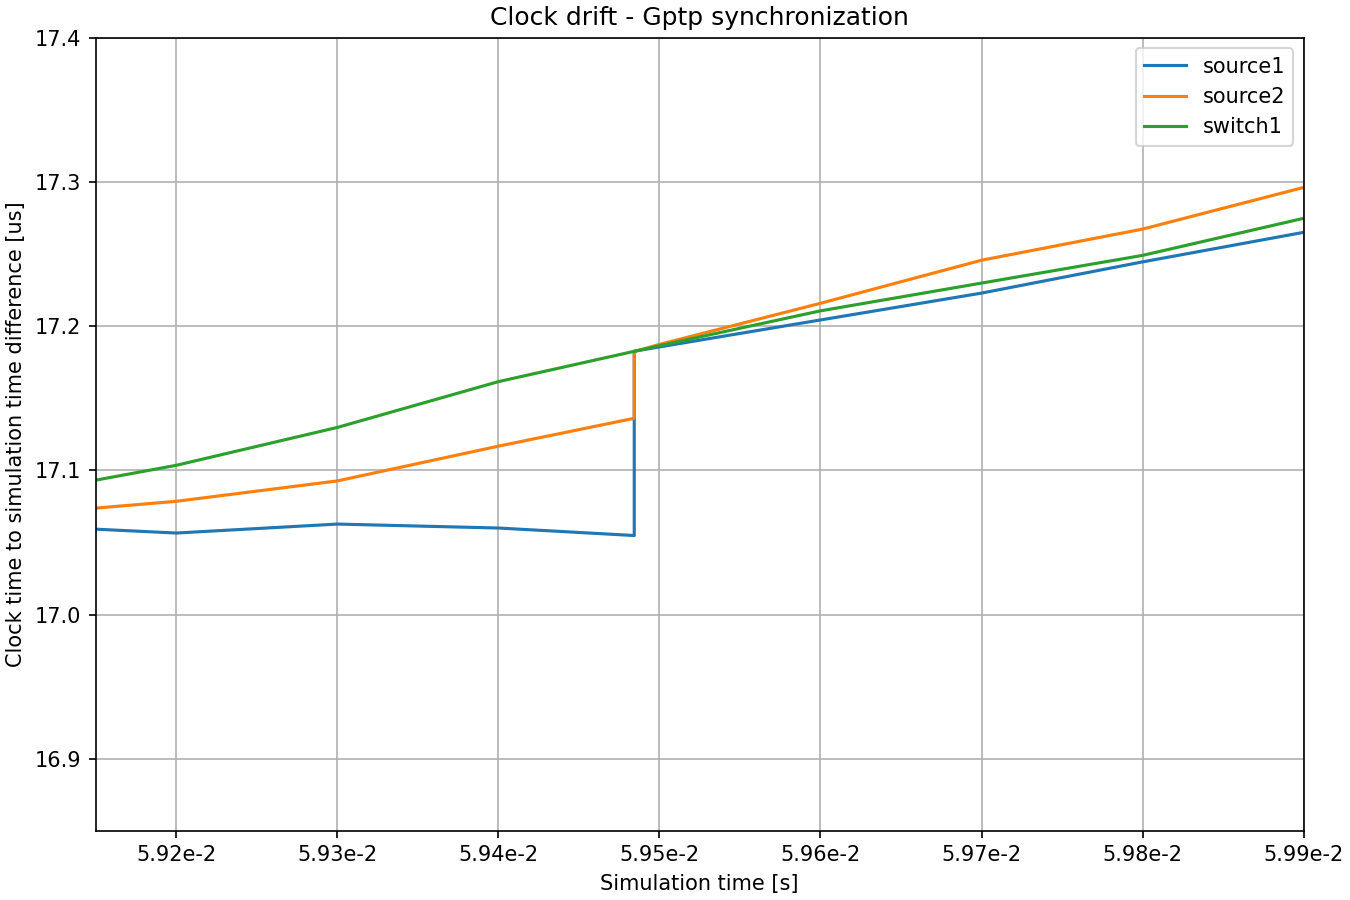 Clock drift - Gptp synchronization
source1
source2
switch1
Clock time to simulation time difference [us]
17.4
17.3
17.2
17.1
17.0
16.9
5.92e-2 5.93e-2 5.94e-2 5.95e-2 5.96e-2 5.97e-2 5.98e-2 5.99e-2
Simulation time [s]